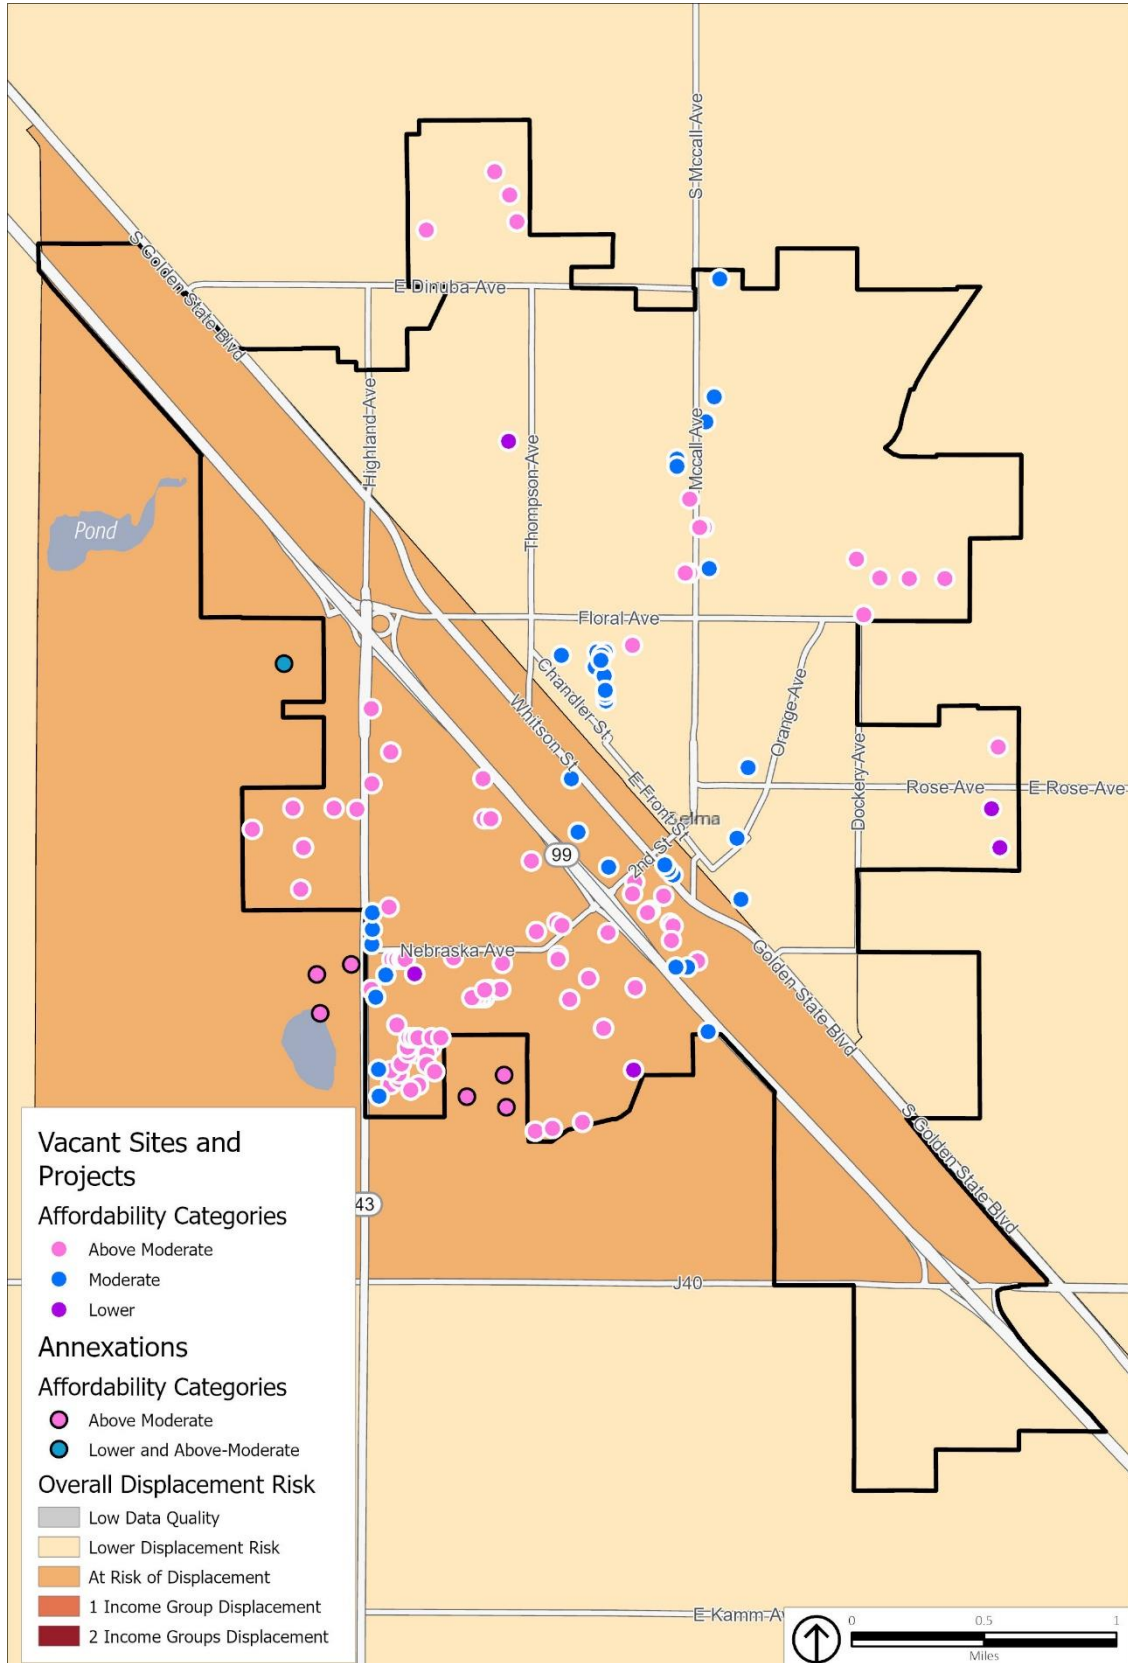 S Mccall Ave
S Golden State Blvd
E Dinuba Ave
Highland Ave
Mccall Ave
Thompson Ave
Pond
Floral Ave
Chandler St
Whitson St
Orange Ave
E Front St
Rose Ave
E Rose Ave
Dockery Ave
Selma
2nd St
99
Nebraska Ave
Golden State Blvd
S Golden State Blvd
43
J40
E Kamm Av
Vacant Sites and
Projects
Affordability Categories
Above Moderate
Moderate
Lower
Annexations
Affordability Categories
Above Moderate
Lower and Above-Moderate
Overall Displacement Risk
Low Data Quality
Lower Displacement Risk
At Risk of Displacement
1 Income Group Displacement
2 Income Groups Displacement
0 0.5 1
Miles